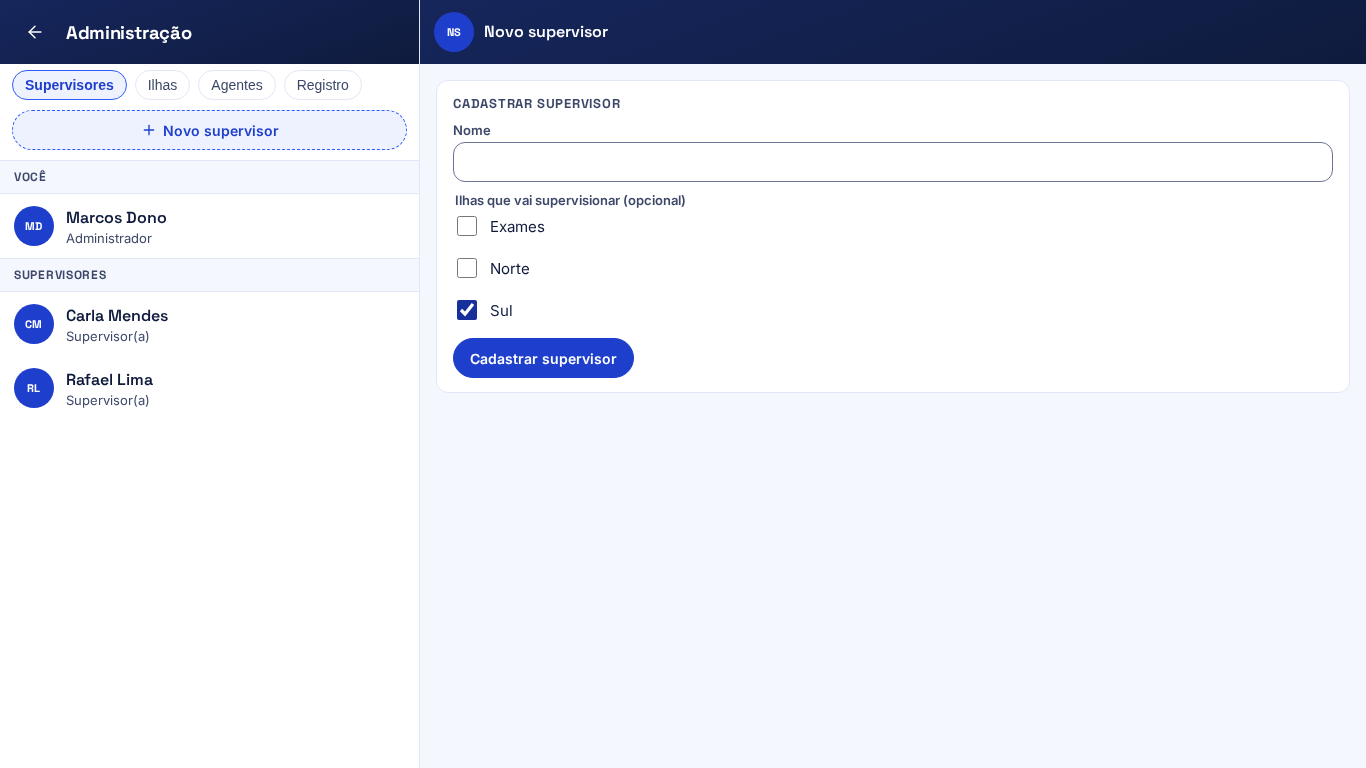 Administração
Supervisores
Ilhas
Agentes
Registro
Novo supervisor
VOCÊ
MD
Marcos Dono
Administrador
SUPERVISORES
CM
Carla Mendes
Supervisor(a)
RL
Rafael Lima
Supervisor(a)
NS
Novo supervisor
CADASTRAR SUPERVISOR
Nome
Ilhas que vai supervisionar (opcional)
Exames
Norte
Sul
Cadastrar supervisor